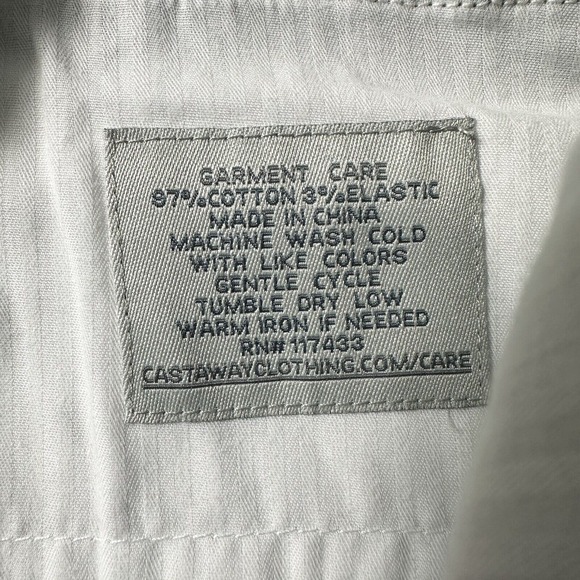 GARMENT CARE
97%COTTON 3%ELASTIC
MADE IN CHINA
MACHINE WASH COLD
WITH LIKE COLORS
GENTLE CYCLE
TUMBLE DRY LOW
WARM IRON IF NEEDED
RN# 117433
CASTAWAYCLOTHING.COM/CARE